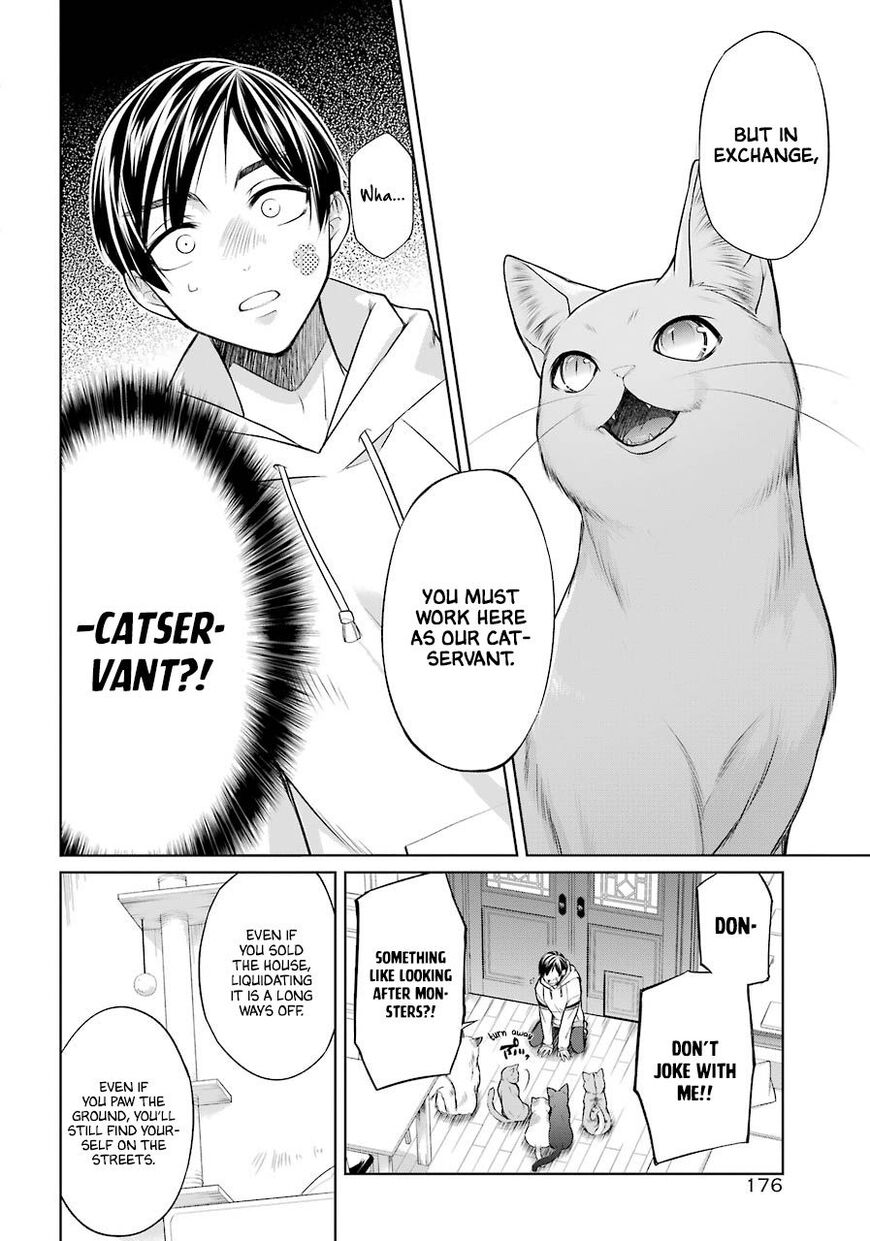 BUT IN
EXCHANGE,
YOU MUST
WORK HERE
AS OUR CAT-
SERVANT.
Wha...
-CATSER-
VANT?!
DON-
DON'T
JOKE WITH
ME!!
SOMETHING
LIKE LOOKING
AFTER MON-
STERS?!
turn away
EVEN IF
YOU SOLD
THE HOUSE,
LIQUIDATING
IT IS A LONG
WAYS OFF.
EVEN IF
YOU PAW THE
GROUND, YOU'LL
STILL FIND YOUR-
SELF ON THE
STREETS.
176